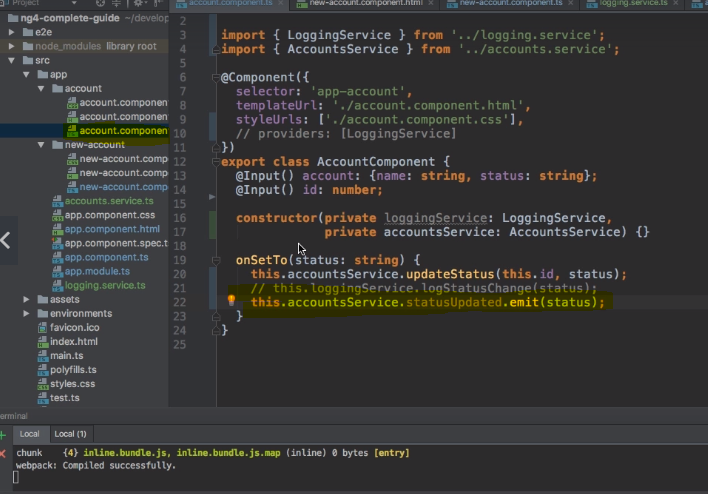 Project
account.component.ts
new-account.component.html
new-account.component.ts
logging.service.ts
ng4-complete-guide ~/develop
e2e
node_modules library root
src
app
account
account.componen
account.componen
account.componen
new-account
new-account.comp
new-account.comp
new-account.comp
accounts.service.ts
app.component.css
app.component.html
app.component.spec.t
app.component.ts
app.module.ts
logging.service.ts
assets
environments
favicon.ico
index.html
main.ts
polyfills.ts
styles.css
test.ts
2
3 import { LoggingService } from '../logging.service';
4 import { AccountsService } from '../accounts.service';
5
6 @Component({
7 selector: 'app-account',
8 templateUrl: './account.component.html',
9 styleUrls: ['./account.component.css'],
10 // providers: [LoggingService]
11 })
12 export class AccountComponent {
13 @Input() account: {name: string, status: string};
14 @Input() id: number;
15
16 constructor(private loggingService: LoggingService,
17 private accountsService: AccountsService) {}
18
19 onSetTo(status: string) {
20 this.accountsService.updateStatus(this.id, status);
21 // this.loggingService.logStatusChange(status);
22 this.accountsService.statusUpdated.emit(status);
23 }
24 }
25
erminal
Local Local (1)
chunk {4} inline.bundle.js, inline.bundle.js.map (inline) 0 bytes [entry]
webpack: Compiled successfully.